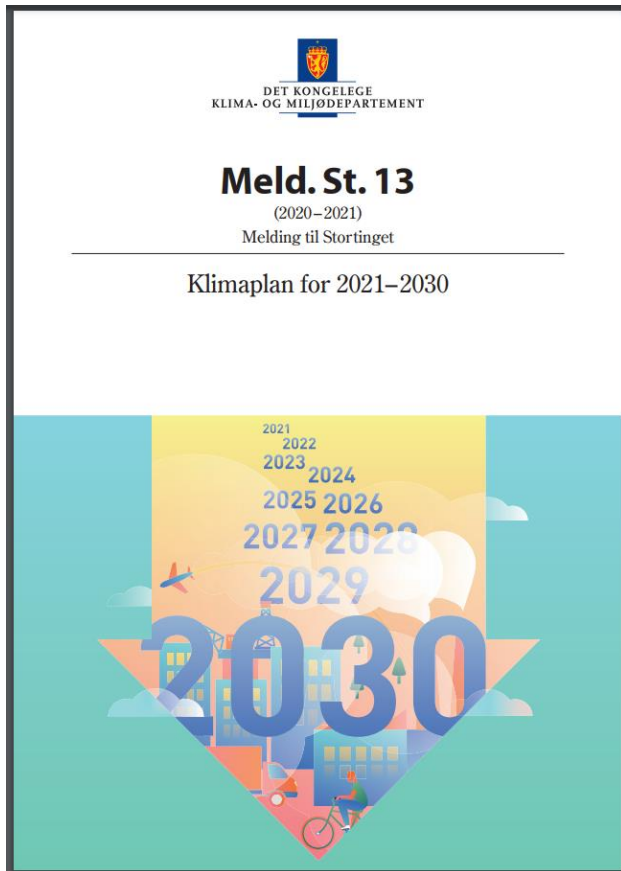 DET KONGELEGE
KLIMA- OG MILJØDEPARTEMENT
Meld. St. 13
(2020–2021)
Melding til Stortinget
Klimaplan for 2021–2030
2021
2022
2023
2024
2025 2026
2027 2028
2029
2030